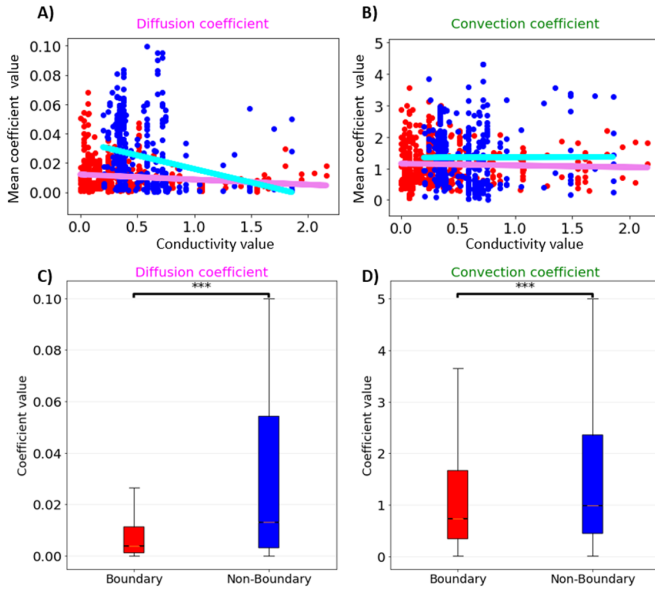 A)
Diffusion coefficient
Mean coefficient value
0.10
0.08
0.06
0.04
0.02
0.00
0.0 0.5 1.0 1.5 2.0
Conductivity value
B)
Convection coefficient
Mean coefficient value
5
4
3
2
1
0
0.0 0.5 1.0 1.5 2.0
Conductivity value
C)
Diffusion coefficient
***
Coefficient value
0.10
0.08
0.06
0.04
0.02
0.00
Boundary Non-Boundary
D)
Convection coefficient
***
Coefficient value
5
4
3
2
1
0
Boundary Non-Boundary